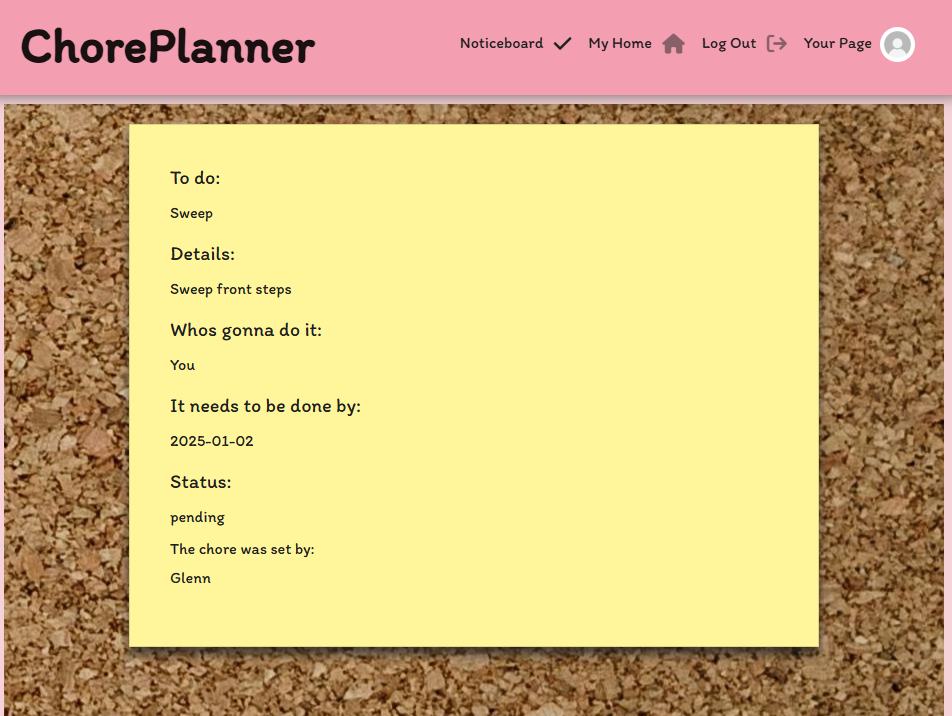 ChorePlanner
Noticeboard My Home Log Out Your Page
To do:
Sweep
Details:
Sweep front steps
Whos gonna do it:
You
It needs to be done by:
2025-01-02
Status:
pending
The chore was set by:
Glenn